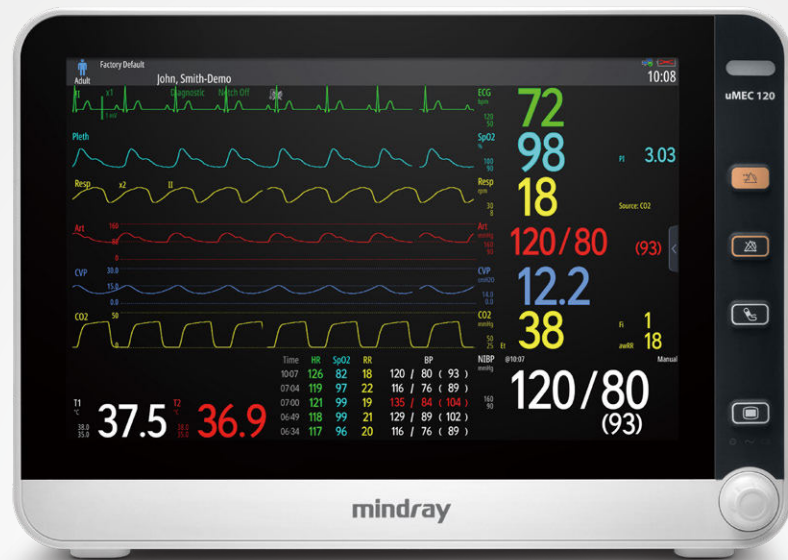 Factory Default
Adult
John, Smith-Demo
10:08
II x1 Diagnostic Notch Off
1 mV
ECG
bpm
120
50
72
uMEC 120
Pleth
SpO2
%
100
90
98
PI 3.03
Resp x2 II
Resp
rpm
30
8
18
Source: CO2
Art 160
80
0
Art
mmHg
160
90
120/80 (93)
CVP 30.0
15.0
0.0
CVP
cmH2O
14.0
0.0
12.2
CO2 50
0
CO2
mmHg
50
25
Et 38
Fi 1
awRR 18
Time HR SpO2 RR BP
10:07 126 82 18 120 / 80 ( 93 )
07:04 119 97 22 116 / 76 ( 89 )
07:00 121 99 19 135 / 84 ( 104 )
06:49 118 99 21 129 / 89 ( 102 )
06:34 117 96 20 116 / 76 ( 89 )
NIBP @10:07 Manual
mmHg
160
90
120/80
(93)
T1
°C
38.0
35.0
37.5
T2
°C
36.9
mindray